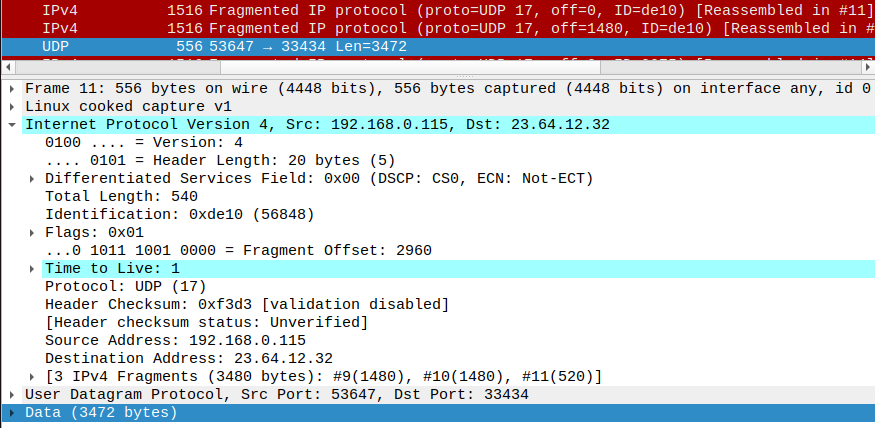 IPv4 1516 Fragmented IP protocol (proto=UDP 17, off=0, ID=de10) [Reassembled in #11]
IPv4 1516 Fragmented IP protocol (proto=UDP 17, off=1480, ID=de10) [Reassembled in #
UDP 556 53647 → 33434 Len=3472
Frame 11: 556 bytes on wire (4448 bits), 556 bytes captured (4448 bits) on interface any, id 0
Linux cooked capture v1
Internet Protocol Version 4, Src: 192.168.0.115, Dst: 23.64.12.32
0100 .... = Version: 4
.... 0101 = Header Length: 20 bytes (5)
Differentiated Services Field: 0x00 (DSCP: CS0, ECN: Not-ECT)
Total Length: 540
Identification: 0xde10 (56848)
Flags: 0x01
...0 1011 1001 0000 = Fragment Offset: 2960
Time to Live: 1
Protocol: UDP (17)
Header Checksum: 0xf3d3 [validation disabled]
[Header checksum status: Unverified]
Source Address: 192.168.0.115
Destination Address: 23.64.12.32
[3 IPv4 Fragments (3480 bytes): #9(1480), #10(1480), #11(520)]
User Datagram Protocol, Src Port: 53647, Dst Port: 33434
Data (3472 bytes)